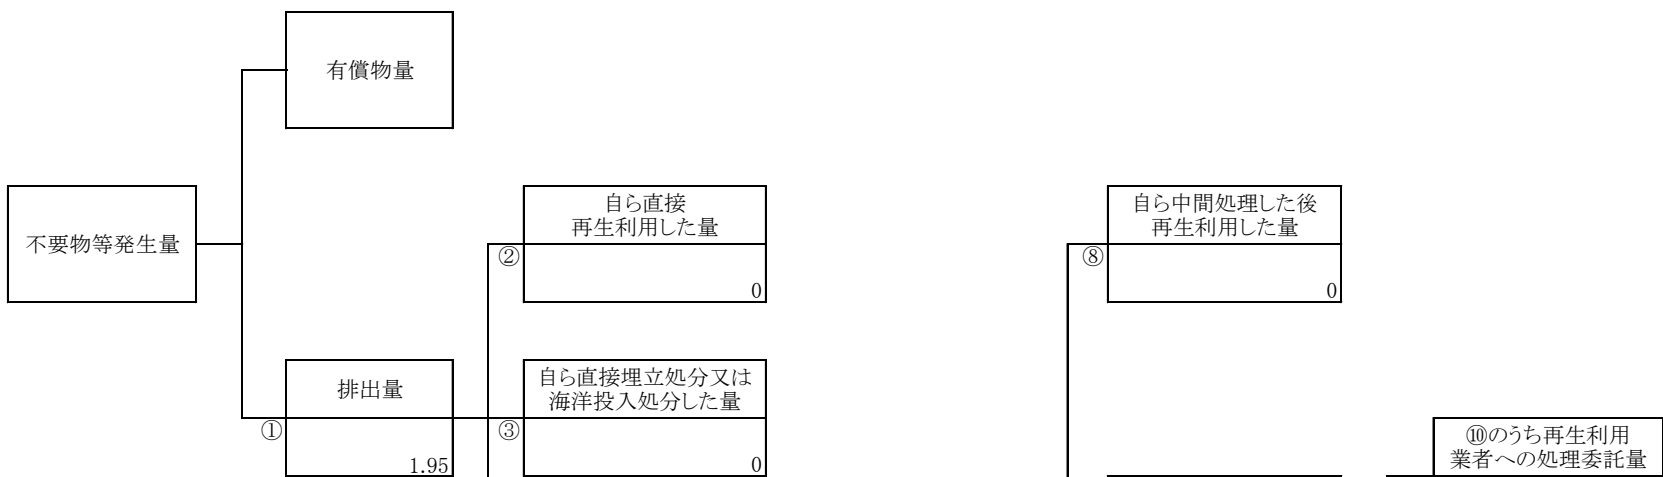 有償物量
不要物等発生量
自ら直接
再生利用した量
②
0
自ら中間処理した後
再生利用した量
⑧
0
排出量
①
1.95
自ら直接埋立処分又は
海洋投入処分した量
③
0
⑩のうち再生利用
業者への処理委託量